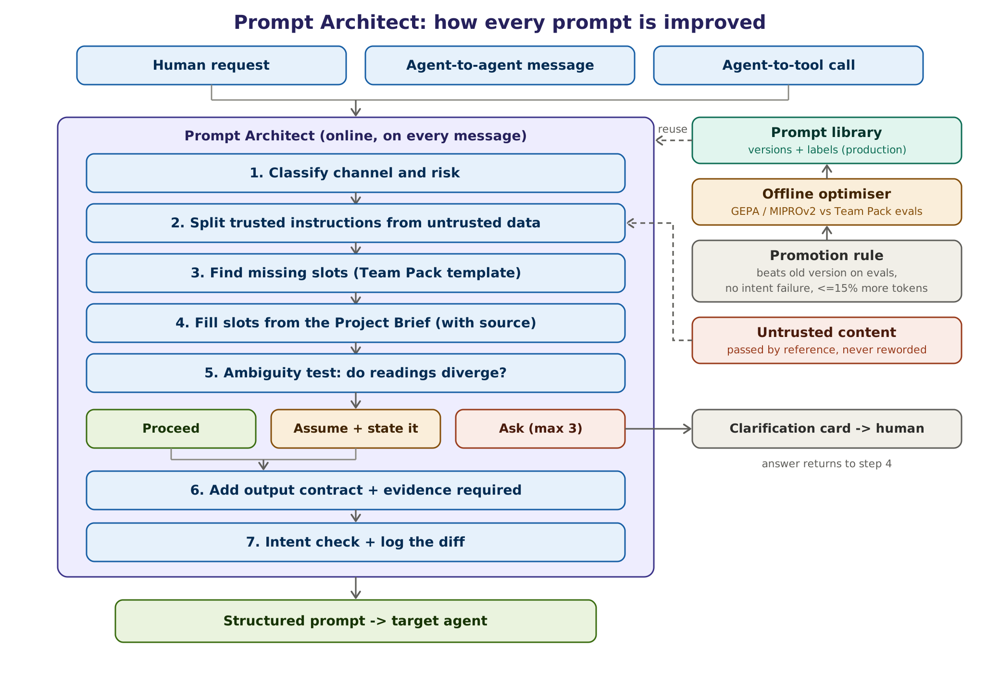 Prompt Architect: how every prompt is improved
Human request
Agent-to-agent message
Agent-to-tool call
Prompt Architect (online, on every message)
1. Classify channel and risk
2. Split trusted instructions from untrusted data
3. Find missing slots (Team Pack template)
4. Fill slots from the Project Brief (with source)
5. Ambiguity test: do readings diverge?
Proceed
Assume + state it
Ask (max 3)
6. Add output contract + evidence required
7. Intent check + log the diff
Structured prompt -> target agent
reuse
Prompt library
versions + labels (production)
Offline optimiser
GEPA / MIPROv2 vs Team Pack evals
Promotion rule
beats old version on evals,
no intent failure, <=15% more tokens
Untrusted content
passed by reference, never reworded
Clarification card -> human
answer returns to step 4